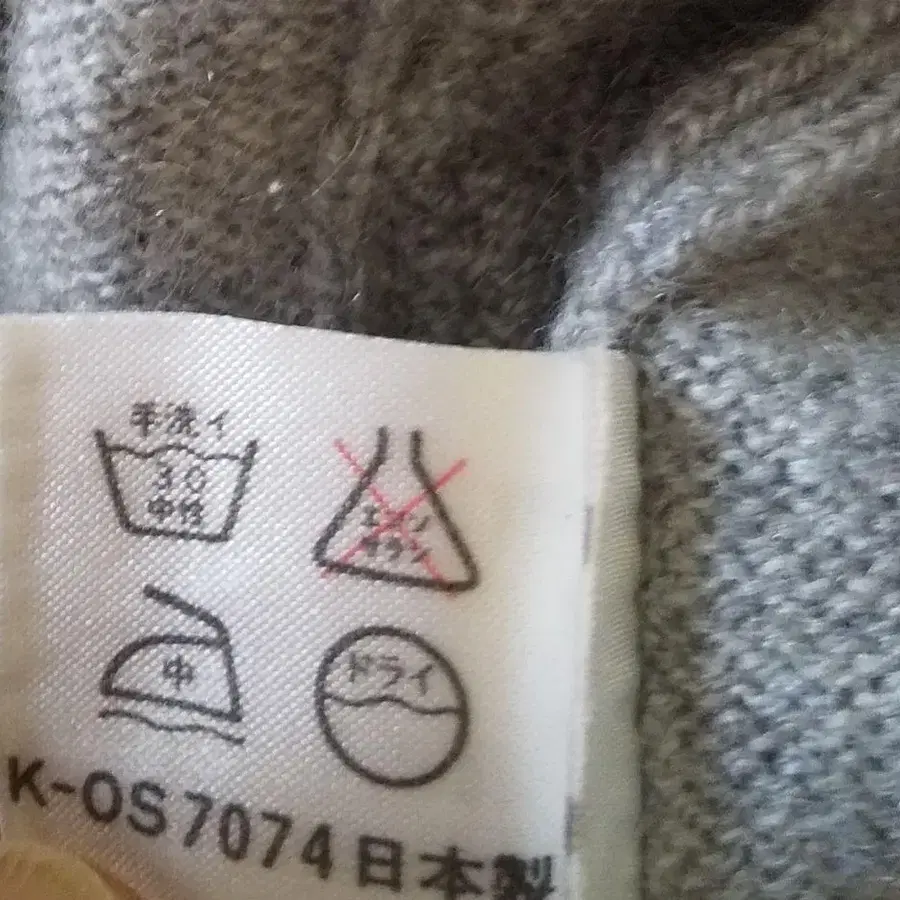 手洗イ
30
中性
エンソ
サラシ
中
ドライ
K-OS7074日本製